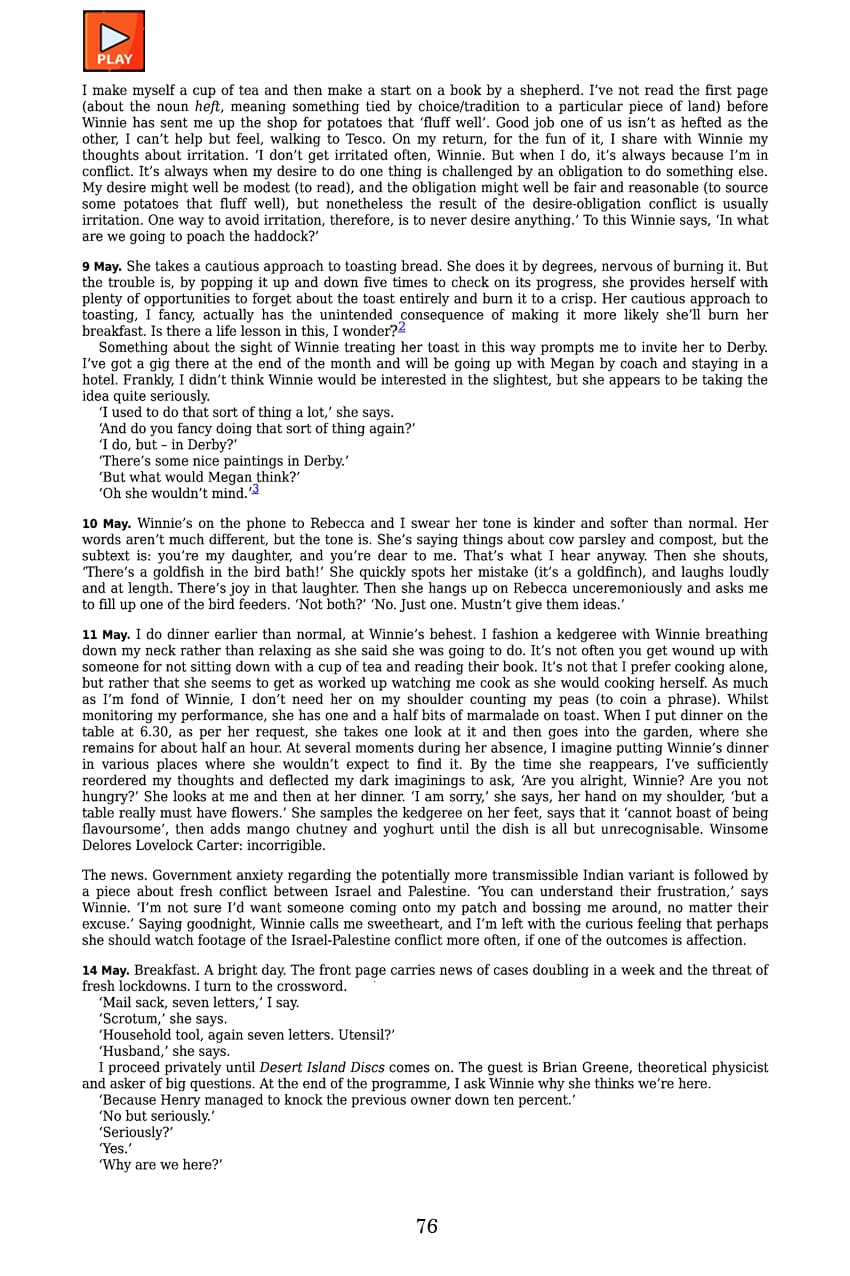 PLAY
I make myself a cup of tea and then make a start on a book by a shepherd. I’ve not read the first page
(about the noun heft, meaning something tied by choice/tradition to a particular piece of land) before
Winnie has sent me up the shop for potatoes that ‘fluff well’. Good job one of us isn’t as hefted as the
other, I can’t help but feel, walking to Tesco. On my return, for the fun of it, I share with Winnie my
thoughts about irritation. ‘I don’t get irritated often, Winnie. But when I do, it’s always because I’m in
conflict. It’s always when my desire to do one thing is challenged by an obligation to do something else.
My desire might well be modest (to read), and the obligation might well be fair and reasonable (to source
some potatoes that fluff well), but nonetheless the result of the desire-obligation conflict is usually
irritation. One way to avoid irritation, therefore, is to never desire anything.’ To this Winnie says, ‘In what
are we going to poach the haddock?’
9 May. She takes a cautious approach to toasting bread. She does it by degrees, nervous of burning it. But
the trouble is, by popping it up and down five times to check on its progress, she provides herself with
plenty of opportunities to forget about the toast entirely and burn it to a crisp. Her cautious approach to
toasting, I fancy, actually has the unintended consequence of making it more likely she’ll burn her
breakfast. Is there a life lesson in this, I wonder?2
Something about the sight of Winnie treating her toast in this way prompts me to invite her to Derby.
I’ve got a gig there at the end of the month and will be going up with Megan by coach and staying in a
hotel. Frankly, I didn’t think Winnie would be interested in the slightest, but she appears to be taking the
idea quite seriously.
‘I used to do that sort of thing a lot,’ she says.
‘And do you fancy doing that sort of thing again?’
‘I do, but – in Derby?’
‘There’s some nice paintings in Derby.’
‘But what would Megan think?’
‘Oh she wouldn’t mind.’3
10 May. Winnie’s on the phone to Rebecca and I swear her tone is kinder and softer than normal. Her
words aren’t much different, but the tone is. She’s saying things about cow parsley and compost, but the
subtext is: you’re my daughter, and you’re dear to me. That’s what I hear anyway. Then she shouts,
‘There’s a goldfish in the bird bath!’ She quickly spots her mistake (it’s a goldfinch), and laughs loudly
and at length. There’s joy in that laughter. Then she hangs up on Rebecca unceremoniously and asks me
to fill up one of the bird feeders. ‘Not both?’ ‘No. Just one. Mustn’t give them ideas.’
11 May. I do dinner earlier than normal, at Winnie’s behest. I fashion a kedgeree with Winnie breathing
down my neck rather than relaxing as she said she was going to do. It’s not often you get wound up with
someone for not sitting down with a cup of tea and reading their book. It’s not that I prefer cooking alone,
but rather that she seems to get as worked up watching me cook as she would cooking herself. As much
as I’m fond of Winnie, I don’t need her on my shoulder counting my peas (to coin a phrase). Whilst
monitoring my performance, she has one and a half bits of marmalade on toast. When I put dinner on the
table at 6.30, as per her request, she takes one look at it and then goes into the garden, where she
remains for about half an hour. At several moments during her absence, I imagine putting Winnie’s dinner
in various places where she wouldn’t expect to find it. By the time she reappears, I’ve sufficiently
reordered my thoughts and deflected my dark imaginings to ask, ‘Are you alright, Winnie? Are you not
hungry?’ She looks at me and then at her dinner. ‘I am sorry,’ she says, her hand on my shoulder, ‘but a
table really must have flowers.’ She samples the kedgeree on her feet, says that it ‘cannot boast of being
flavoursome’, then adds mango chutney and yoghurt until the dish is all but unrecognisable. Winsome
Delores Lovelock Carter: incorrigible.
The news. Government anxiety regarding the potentially more transmissible Indian variant is followed by
a piece about fresh conflict between Israel and Palestine. ‘You can understand their frustration,’ says
Winnie. ‘I’m not sure I’d want someone coming onto my patch and bossing me around, no matter their
excuse.’ Saying goodnight, Winnie calls me sweetheart, and I’m left with the curious feeling that perhaps
she should watch footage of the Israel-Palestine conflict more often, if one of the outcomes is affection.
14 May. Breakfast. A bright day. The front page carries news of cases doubling in a week and the threat of
fresh lockdowns. I turn to the crossword.
‘Mail sack, seven letters,’ I say.
‘Scrotum,’ she says.
‘Household tool, again seven letters. Utensil?’
‘Husband,’ she says.
I proceed privately until Desert Island Discs comes on. The guest is Brian Greene, theoretical physicist
and asker of big questions. At the end of the programme, I ask Winnie why she thinks we’re here.
‘Because Henry managed to knock the previous owner down ten percent.’
‘No but seriously.’
‘Seriously?’
‘Yes.’
‘Why are we here?’
76